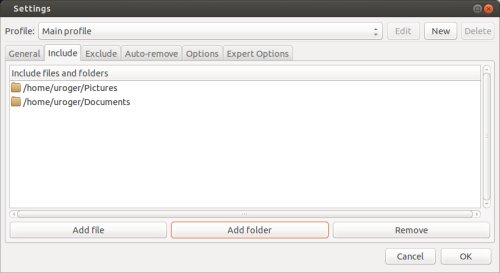 Settings
Profile: Main profile Edit New Delete
General Include Exclude Auto-remove Options Expert Options
Include files and folders
/home/uroger/Pictures
/home/uroger/Documents
Add file Add folder Remove
Cancel OK